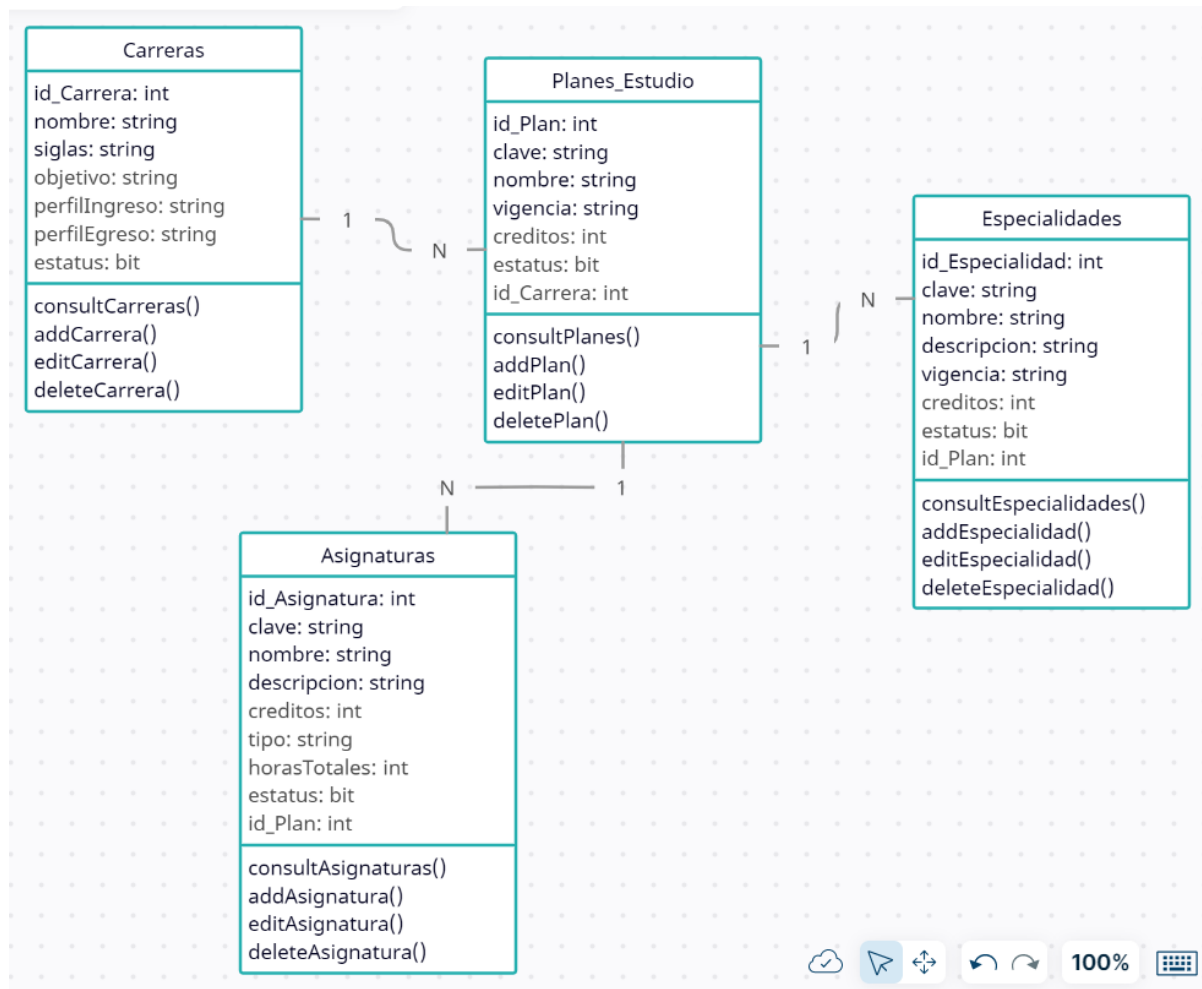 Carreras
id_Carrera: int
nombre: string
siglas: string
objetivo: string
perfilIngreso: string
perfilEgreso: string
estatus: bit
consultCarreras()
addCarrera()
editCarrera()
deleteCarrera()
1
N
Planes_Estudio
id_Plan: int
clave: string
nombre: string
vigencia: string
creditos: int
estatus: bit
id_Carrera: int
consultPlanes()
addPlan()
editPlan()
deletePlan()
1
N
Especialidades
id_Especialidad: int
clave: string
nombre: string
descripcion: string
vigencia: string
creditos: int
estatus: bit
id_Plan: int
consultEspecialidades()
addEspecialidad()
editEspecialidad()
deleteEspecialidad()
N
1
Asignaturas
id_Asignatura: int
clave: string
nombre: string
descripcion: string
creditos: int
tipo: string
horasTotales: int
estatus: bit
id_Plan: int
consultAsignaturas()
addAsignatura()
editAsignatura()
deleteAsignatura()
100%